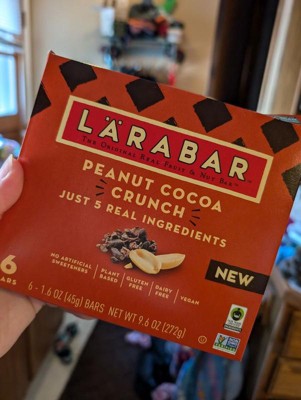 LÄRABAR
THE ORIGINAL REAL FRUIT & NUT BAR™
PEANUT COCOA
CRUNCH
JUST 5 REAL INGREDIENTS
NEW
NO ARTIFICIAL SWEETENERS
PLANT BASED
GLUTEN FREE
DAIRY FREE
VEGAN
6
BARS
6 - 1.6 OZ (45g) BARS NET WT 9.6 OZ (272g)